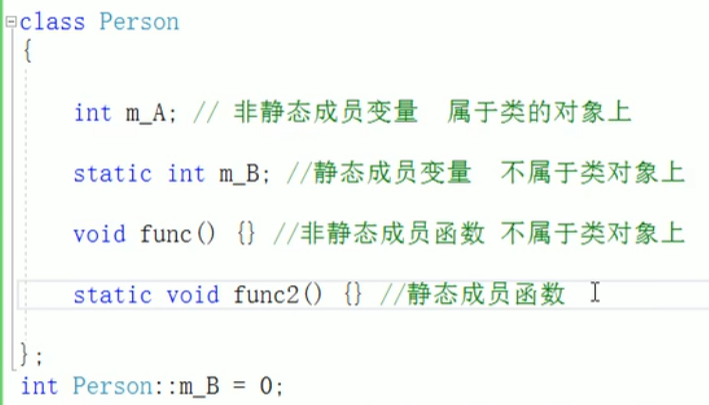 class Person
{
int m_A; // 非静态成员变量 属于类的对象上
static int m_B; //静态成员变量 不属于类对象上
void func() {} //非静态成员函数 不属于类对象上
static void func2() {} //静态成员函数
};
int Person::m_B = 0;